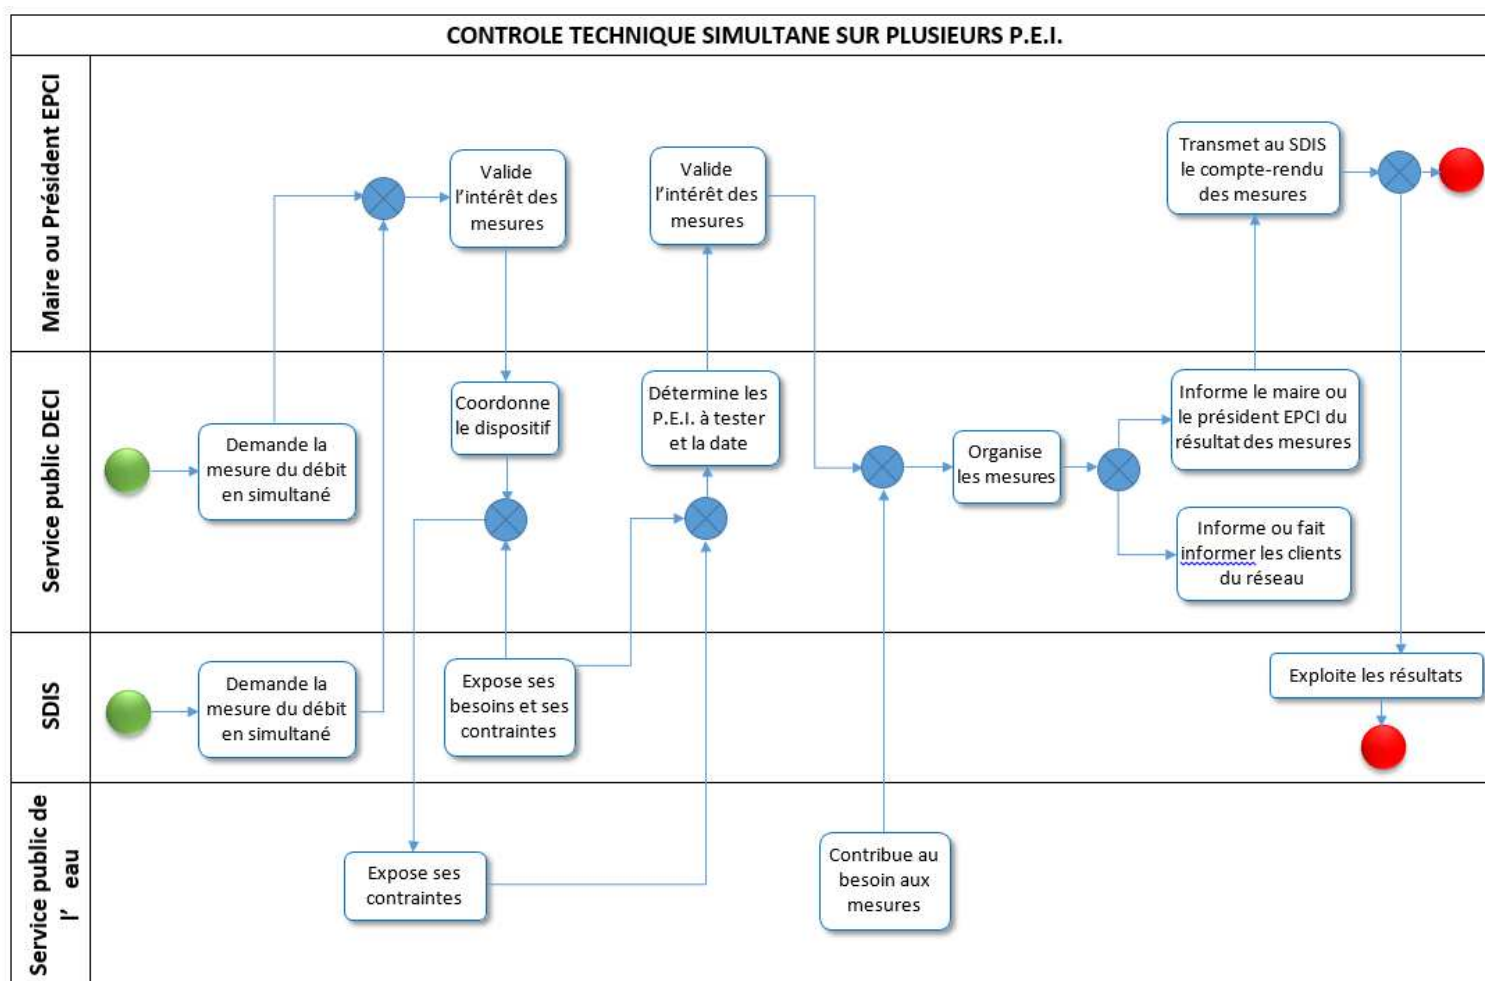 CONTROLE TECHNIQUE SIMULTANE SUR PLUSIEURS P.E.I.
Maire ou Président EPCI
Valide
l'intérêt des
mesures
Valide
l'intérêt des
mesures
Transmet au SDIS
le compte-rendu
des mesures
Service public DECI
Demande la
mesure du débit
en simultané
Coordonne
le dispositif
Détermine les
P.E.I. à tester
et la date
Organise
les mesures
Informe le maire ou
le président EPCI du
résultat des mesures
Informe ou fait
informer les clients
du réseau
SDIS
Demande la
mesure du débit
en simultané
Expose ses
besoins et ses
contraintes
Exploite les résultats
Service public de
l' eau
Expose ses
contraintes
Contribue au
besoin aux
mesures